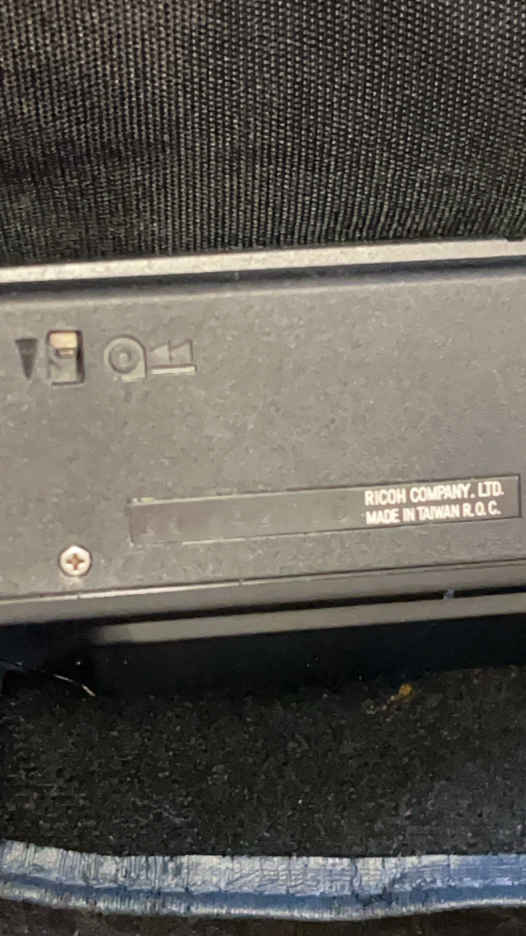 RICOH COMPANY, LTD.
MADE IN TAIWAN R.O.C.